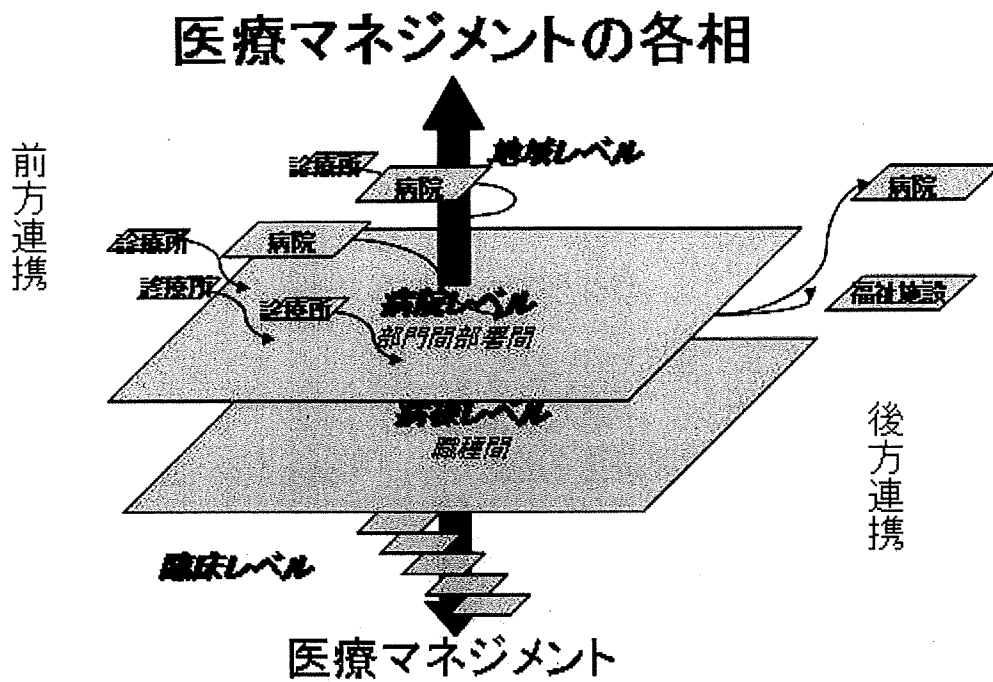 医療マネジメントの各相
前方連携
診療所
地域レベル
病院
病院
診療所
病院
診療所
診療所
福祉施設
病院レベル
部門間部署間
病棟レベル
職種間
後方連携
臨床レベル
医療マネジメント